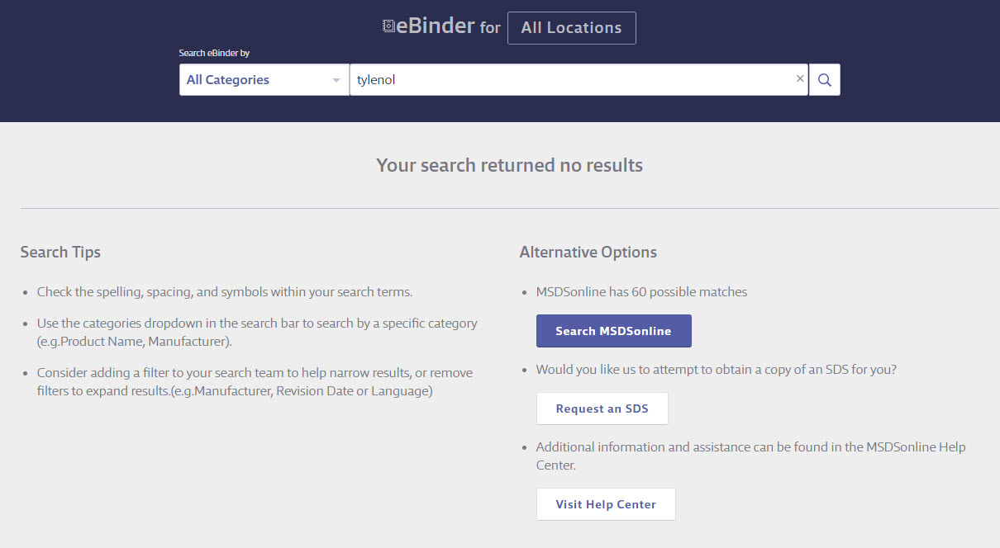 eBinder for All Locations
Search eBinder by
All Categories
tylenol
Your search returned no results
Search Tips
Check the spelling, spacing, and symbols within your search terms.
Use the categories dropdown in the search bar to search by a specific category
(e.g.Product Name, Manufacturer).
Consider adding a filter to your search team to help narrow results, or remove
filters to expand results.(e.g.Manufacturer, Revision Date or Language)
Alternative Options
MSDSonline has 60 possible matches
Search MSDSonline
Would you like us to attempt to obtain a copy of an SDS for you?
Request an SDS
Additional information and assistance can be found in the MSDSonline Help
Center.
Visit Help Center